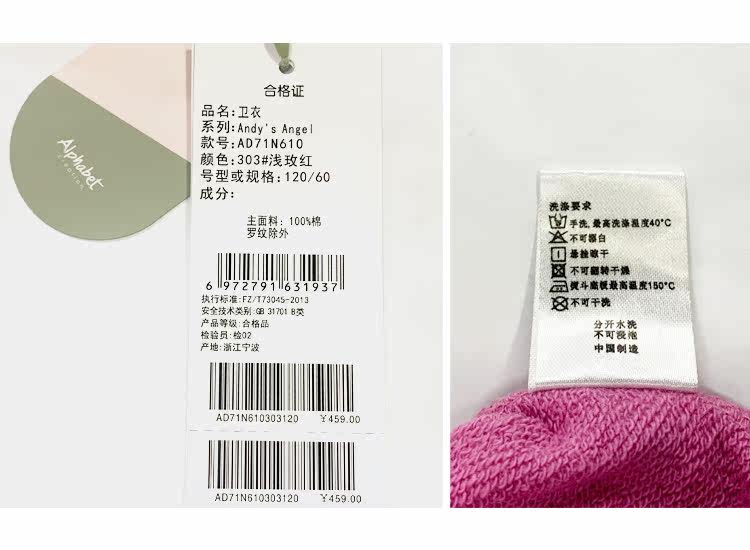 Alphabet
creation
合格证
品名:卫衣
系列:Andy's Angel
款号:AD71N610
颜色:303#浅玫红
号型或规格:120/60
成分:
主面料: 100%棉
罗纹除外
6 972791 631937
执行标准:FZ/T73045-2013
安全技术类别:GB 31701 B类
产品等级:合格品
检验员:检02
产地:浙江宁波
AD71N610303120 ￥459.00
AD71N610303120 ￥459.00
洗涤要求
手洗,最高洗涤温度40°C
不可漂白
悬挂晾干
不可翻转干燥
熨斗底板最高温度150°C
不可干洗
分开水洗
不可浸泡
中国制造